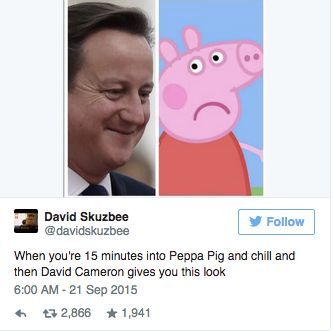 David Skuzbee
@davidskuzbee
Follow
When you're 15 minutes into Peppa Pig and chill and
then David Cameron gives you this look
6:00 AM - 21 Sep 2015
2,866 1,941